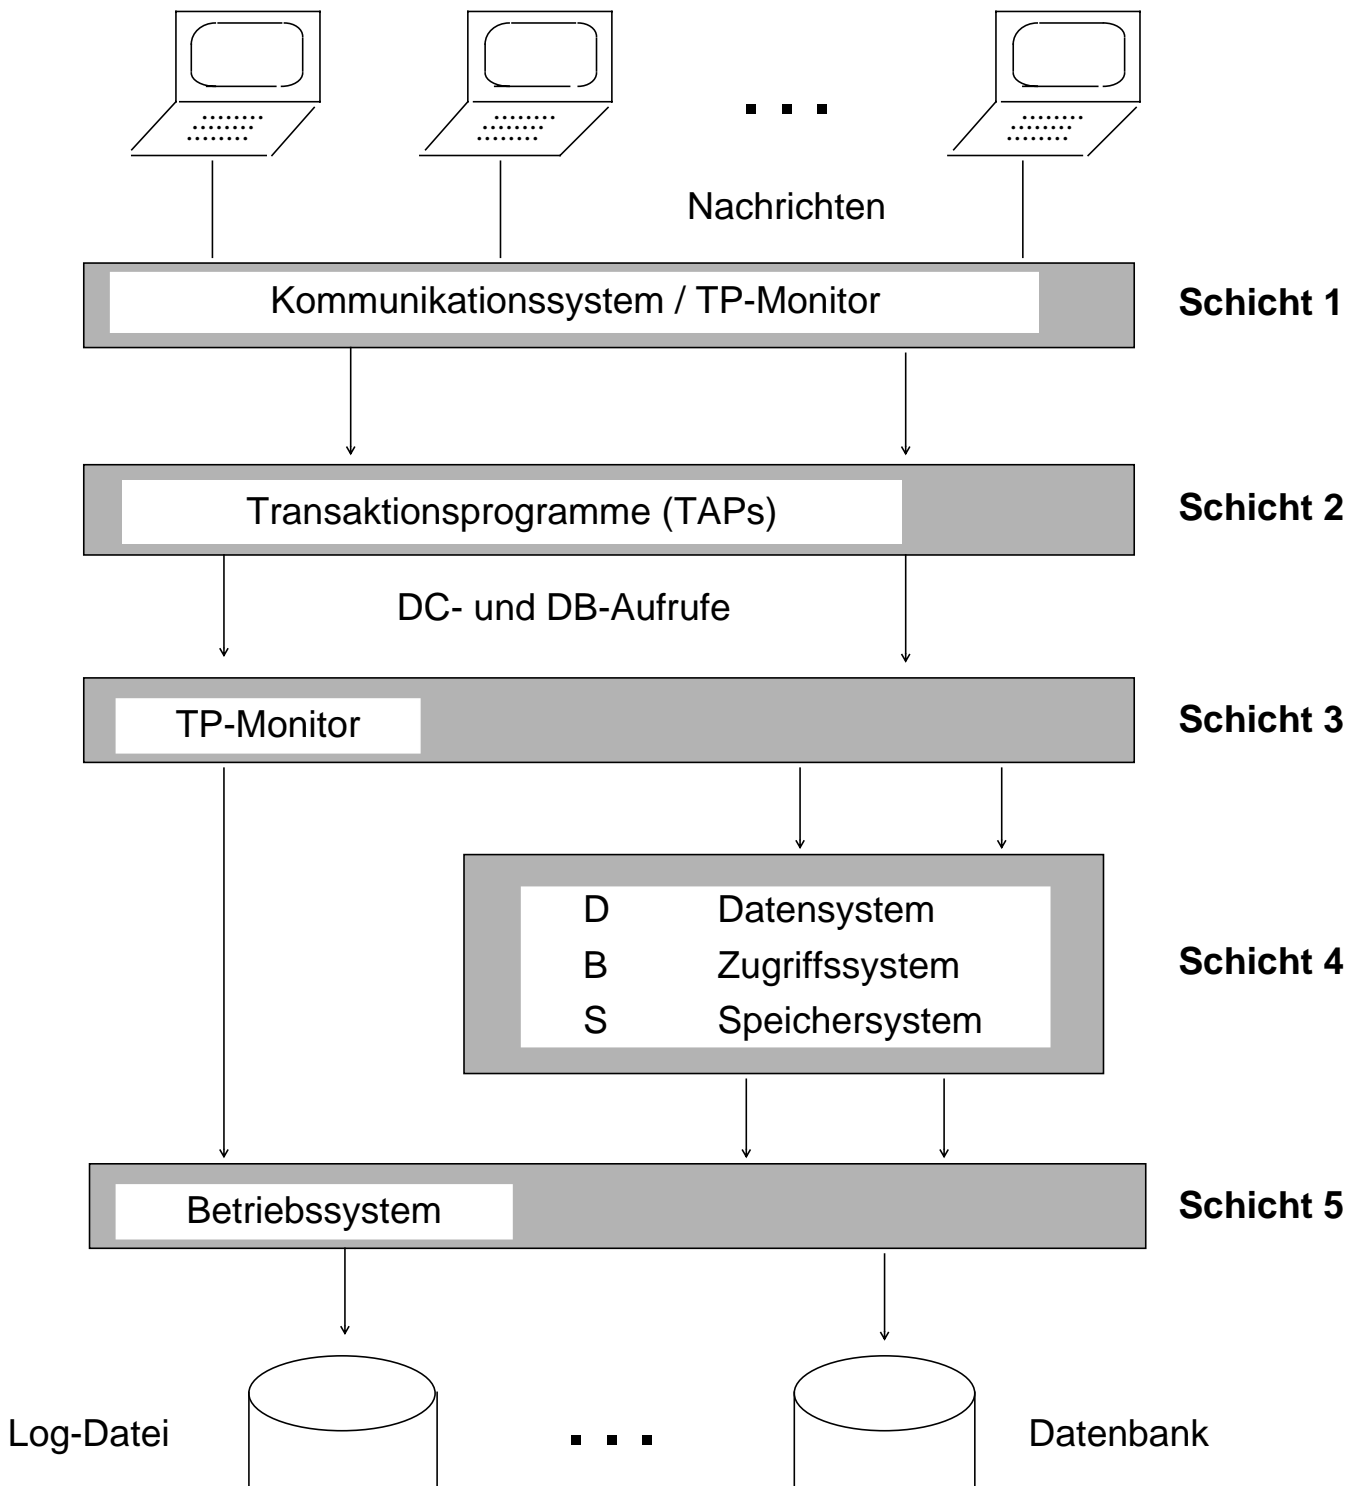 Nachrichten
Kommunikationssystem / TP-Monitor
Schicht 1
Transaktionsprogramme (TAPs)
Schicht 2
DC- und DB-Aufrufe
TP-Monitor
Schicht 3
D Datensystem
B Zugriffssystem
S Speichersystem
Schicht 4
Betriebssystem
Schicht 5
Log-Datei
Datenbank